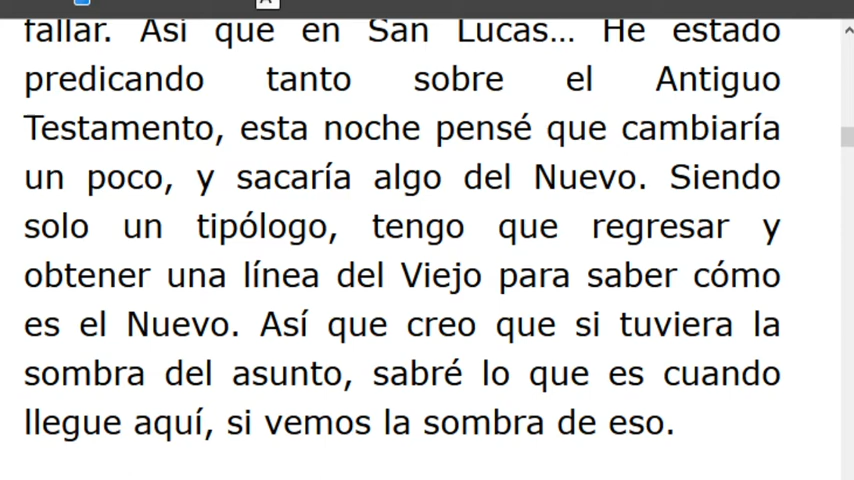 fallar. Así que en San Lucas… He estado
predicando tanto sobre el Antiguo
Testamento, esta noche pensé que cambiaría
un poco, y sacaría algo del Nuevo. Siendo
solo un tipólogo, tengo que regresar y
obtener una línea del Viejo para saber cómo
es el Nuevo. Así que creo que si tuviera la
sombra del asunto, sabré lo que es cuando
llegue aquí, si vemos la sombra de eso.